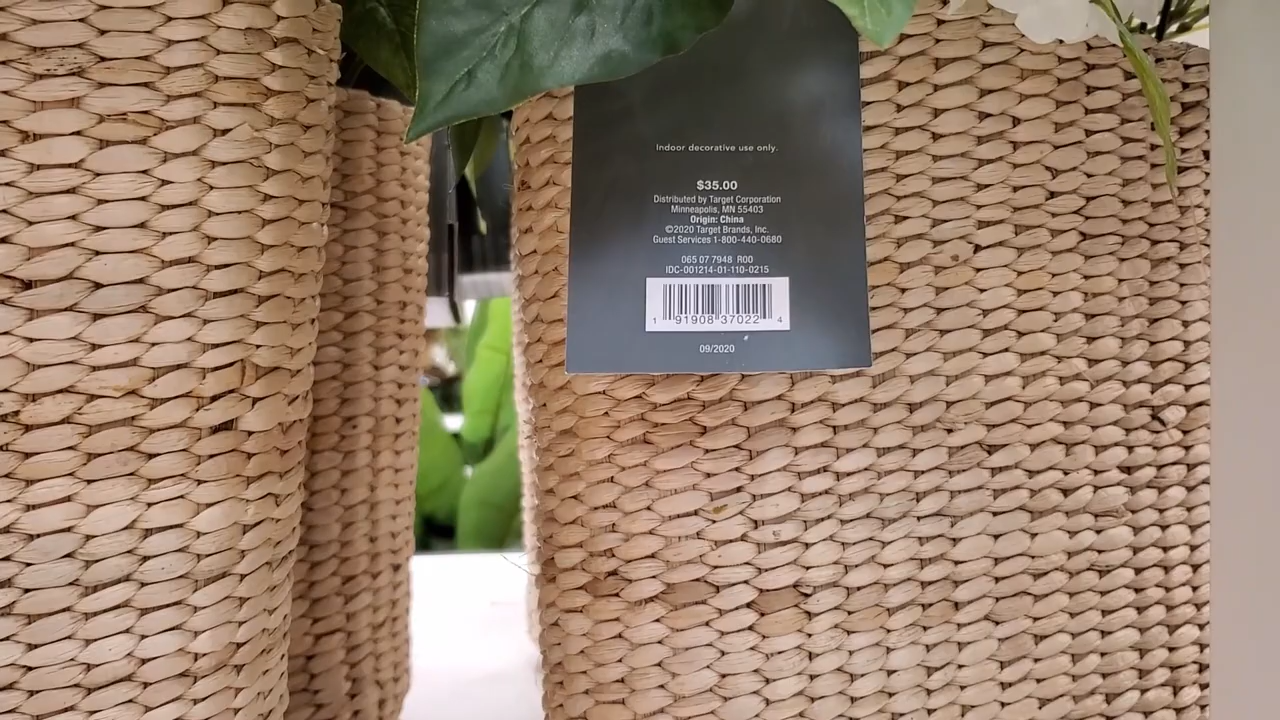 Indoor decorative use only.
$35.00
Distributed by Target Corporation
Minneapolis, MN 55403
Origin: China
©2020 Target Brands, Inc.
Guest Services 1-800-440-0680
065 07 7948 R00
IDC-001214-01-110-0215
1 91908 37022 4
09/2020